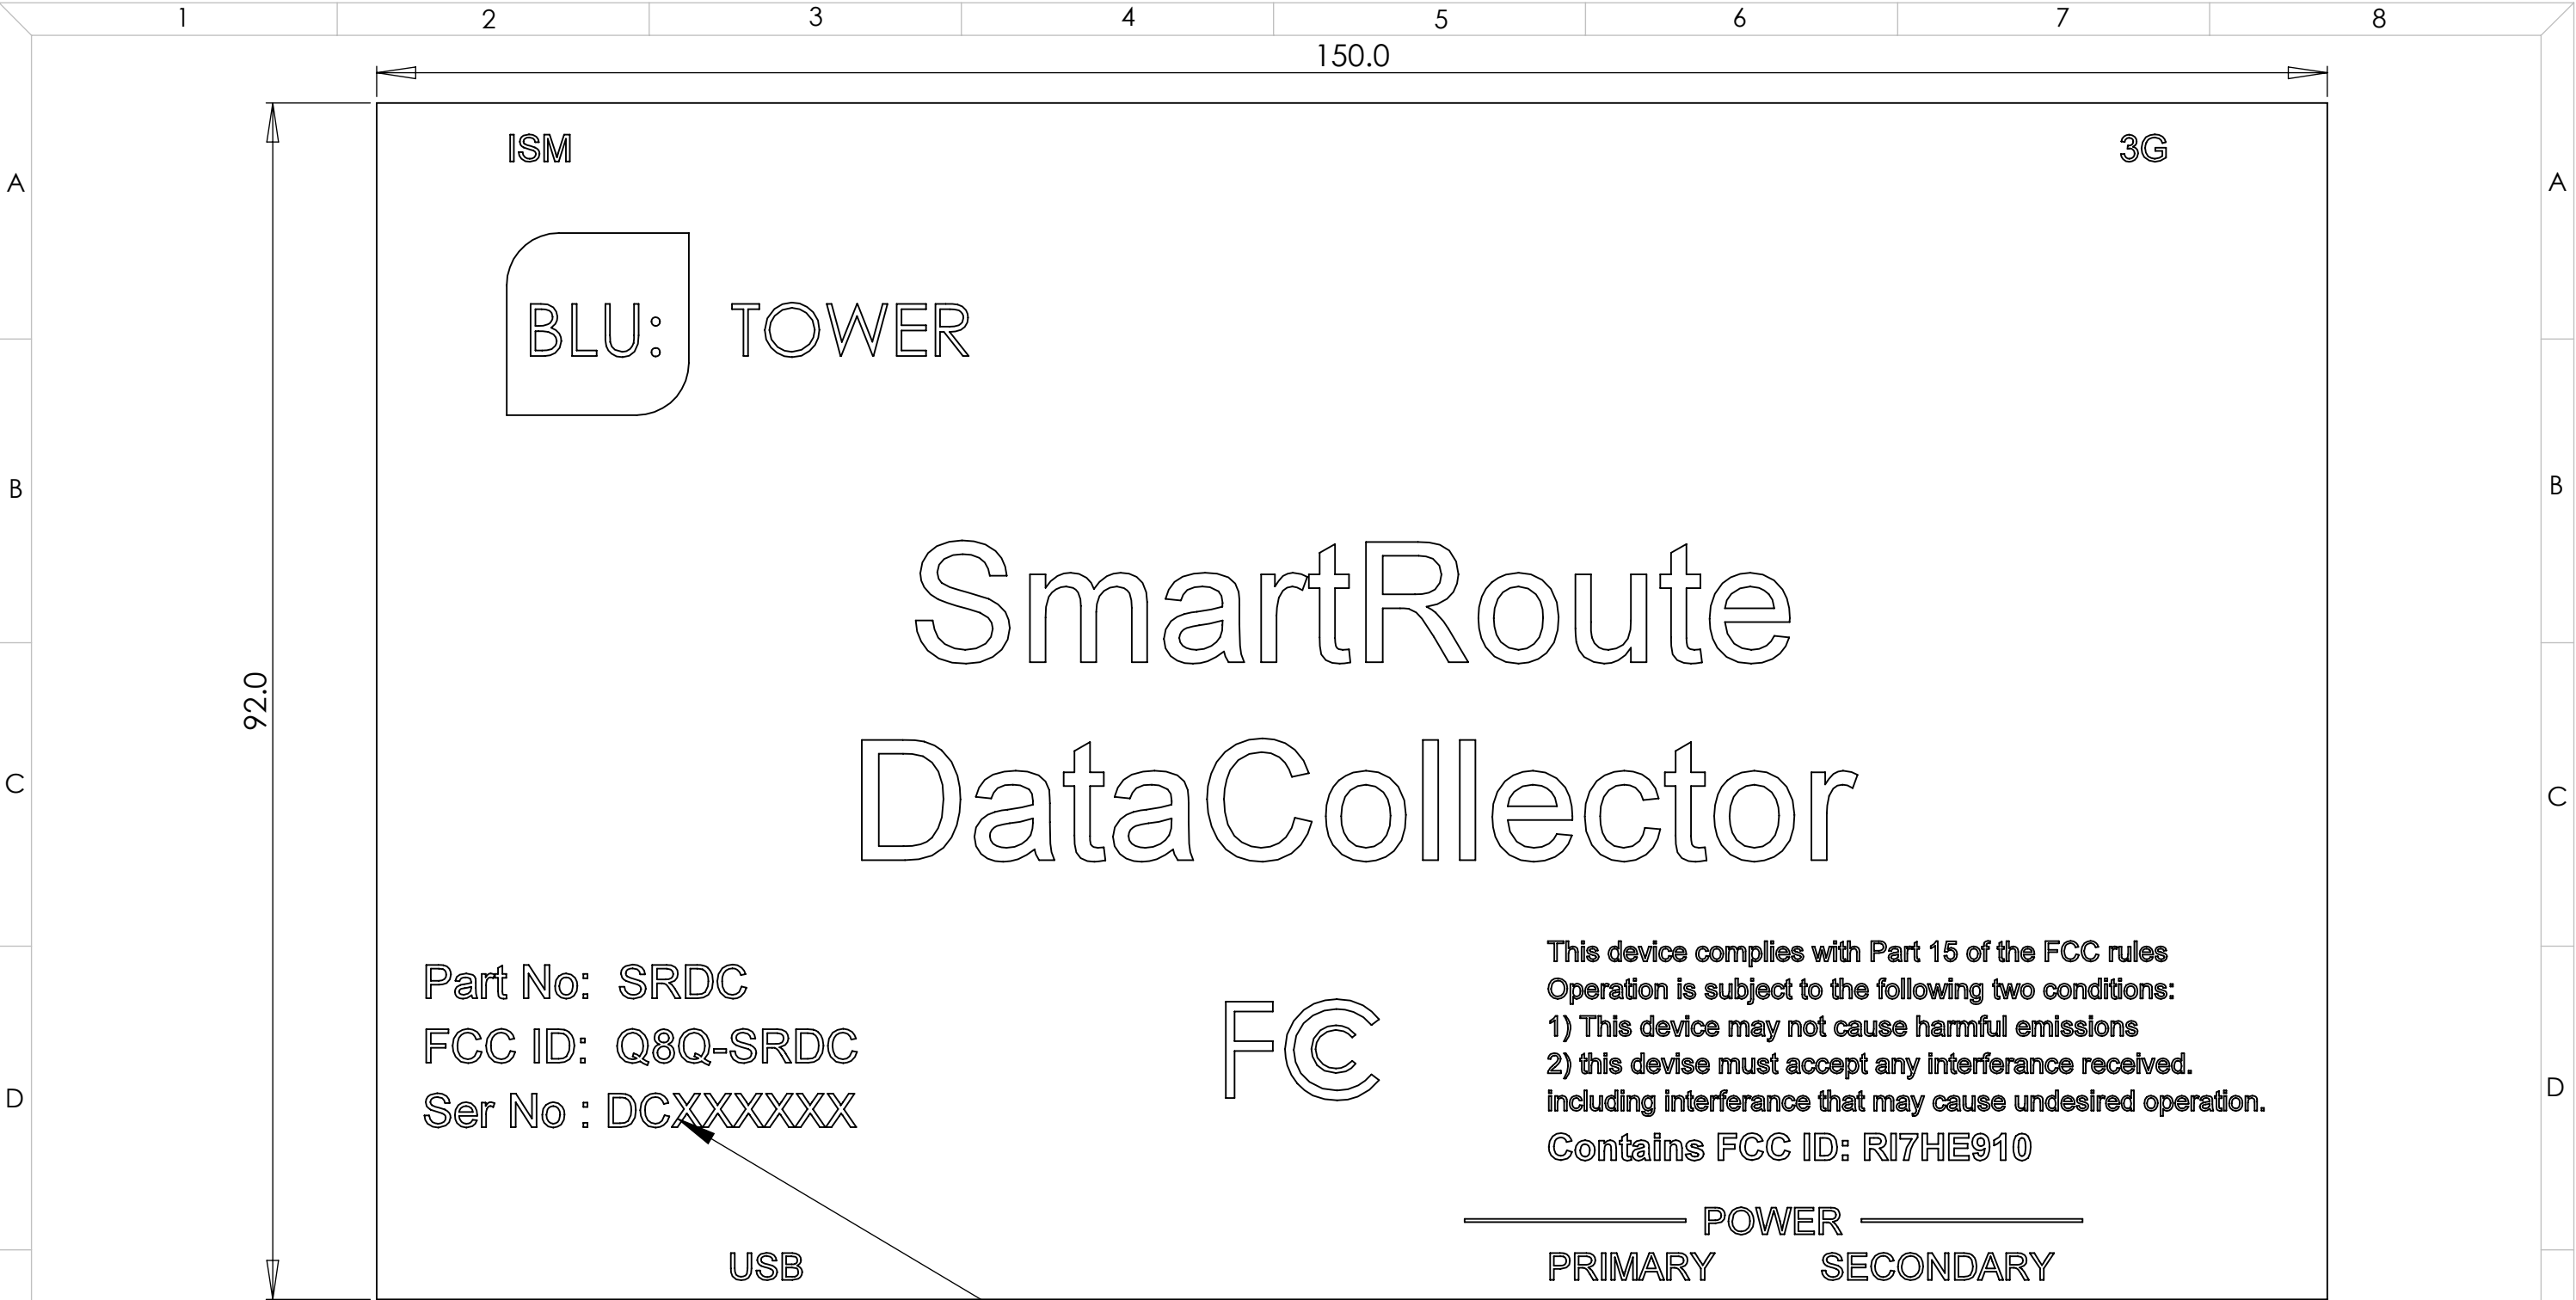 1 2 3 4 5 6 7 8
150.0
ISM 3G
A A
BLU: TOWER
B B
SmartRoute
92.0
DataCollector
C C
This device complies with Part 15 of the FCC rules
Part No: SRDC
Operation is subject to the following two conditions:
FCC
1) This device may not cause harmful emissions
FCC ID: Q8Q-SRDC
2) this devise must accept any interferance received.
D D
Ser No : DCXXXXXX
including interferance that may cause undesired operation.
Contains FCC ID: RI7HE910
POWER
USB PRIMARY SECONDARY